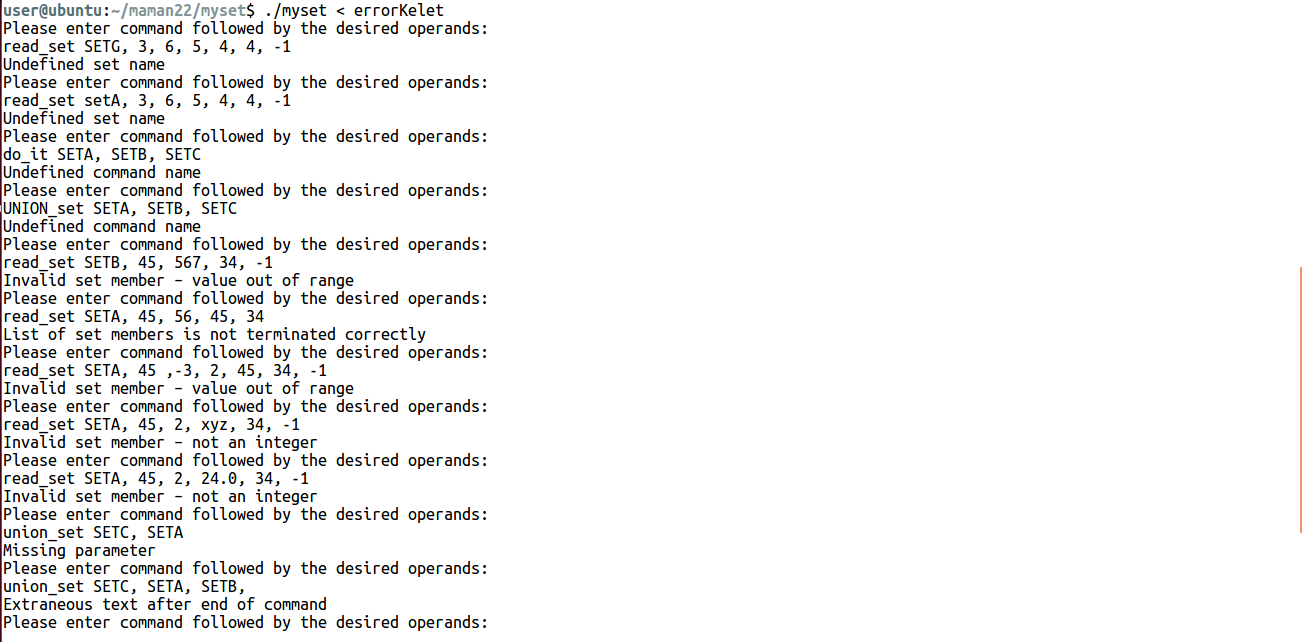 user@ubuntu:~/maman22/myset$ ./myset < errorKelet
Please enter command followed by the desired operands:
read_set SETG, 3, 6, 5, 4, 4, -1
Undefined set name
Please enter command followed by the desired operands:
read_set setA, 3, 6, 5, 4, 4, -1
Undefined set name
Please enter command followed by the desired operands:
do_it SETA, SETB, SETC
Undefined command name
Please enter command followed by the desired operands:
UNION_set SETA, SETB, SETC
Undefined command name
Please enter command followed by the desired operands:
read_set SETB, 45, 567, 34, -1
Invalid set member – value out of range
Please enter command followed by the desired operands:
read_set SETA, 45, 56, 45, 34
List of set members is not terminated correctly
Please enter command followed by the desired operands:
read_set SETA, 45 ,-3, 2, 45, 34, -1
Invalid set member – value out of range
Please enter command followed by the desired operands:
read_set SETA, 45, 2, xyz, 34, -1
Invalid set member – not an integer
Please enter command followed by the desired operands:
read_set SETA, 45, 2, 24.0, 34, -1
Invalid set member – not an integer
Please enter command followed by the desired operands:
union_set SETC, SETA
Missing parameter
Please enter command followed by the desired operands:
union_set SETC, SETA, SETB,
Extraneous text after end of command
Please enter command followed by the desired operands: